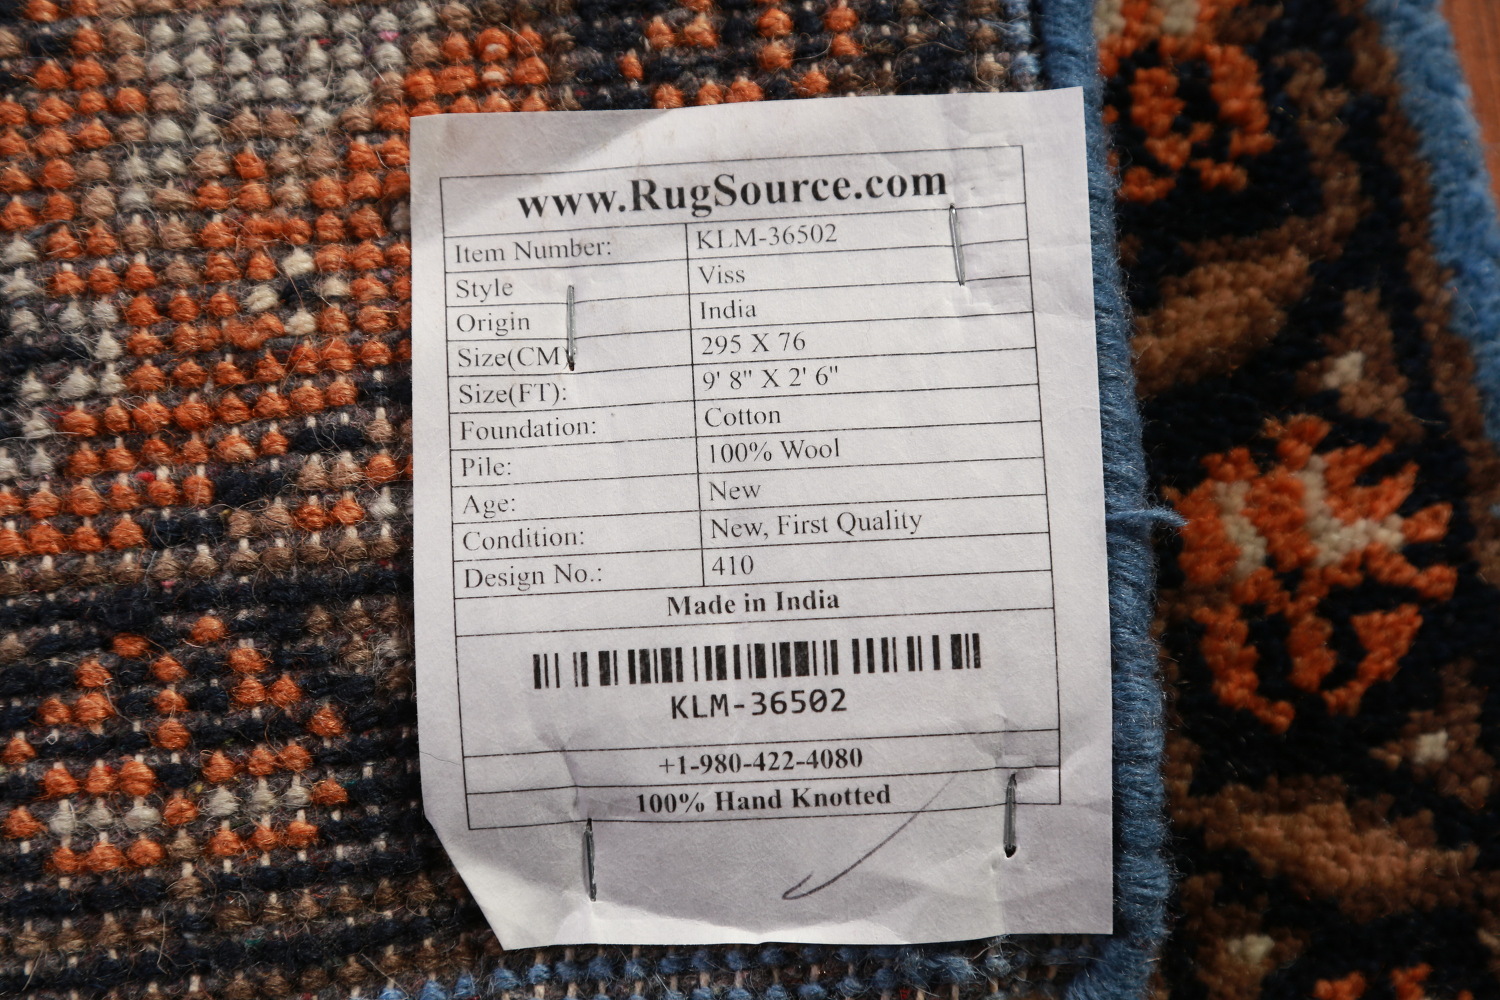 www.RugSource.com
Item Number: KLM-36502
Style Viss
Origin India
Size(CM) 295 X 76
Size(FT): 9' 8" X 2' 6"
Foundation: Cotton
Pile: 100% Wool
Age: New
Condition: New, First Quality
Design No.: 410
Made in India
KLM-36502
+1-980-422-4080
100% Hand Knotted